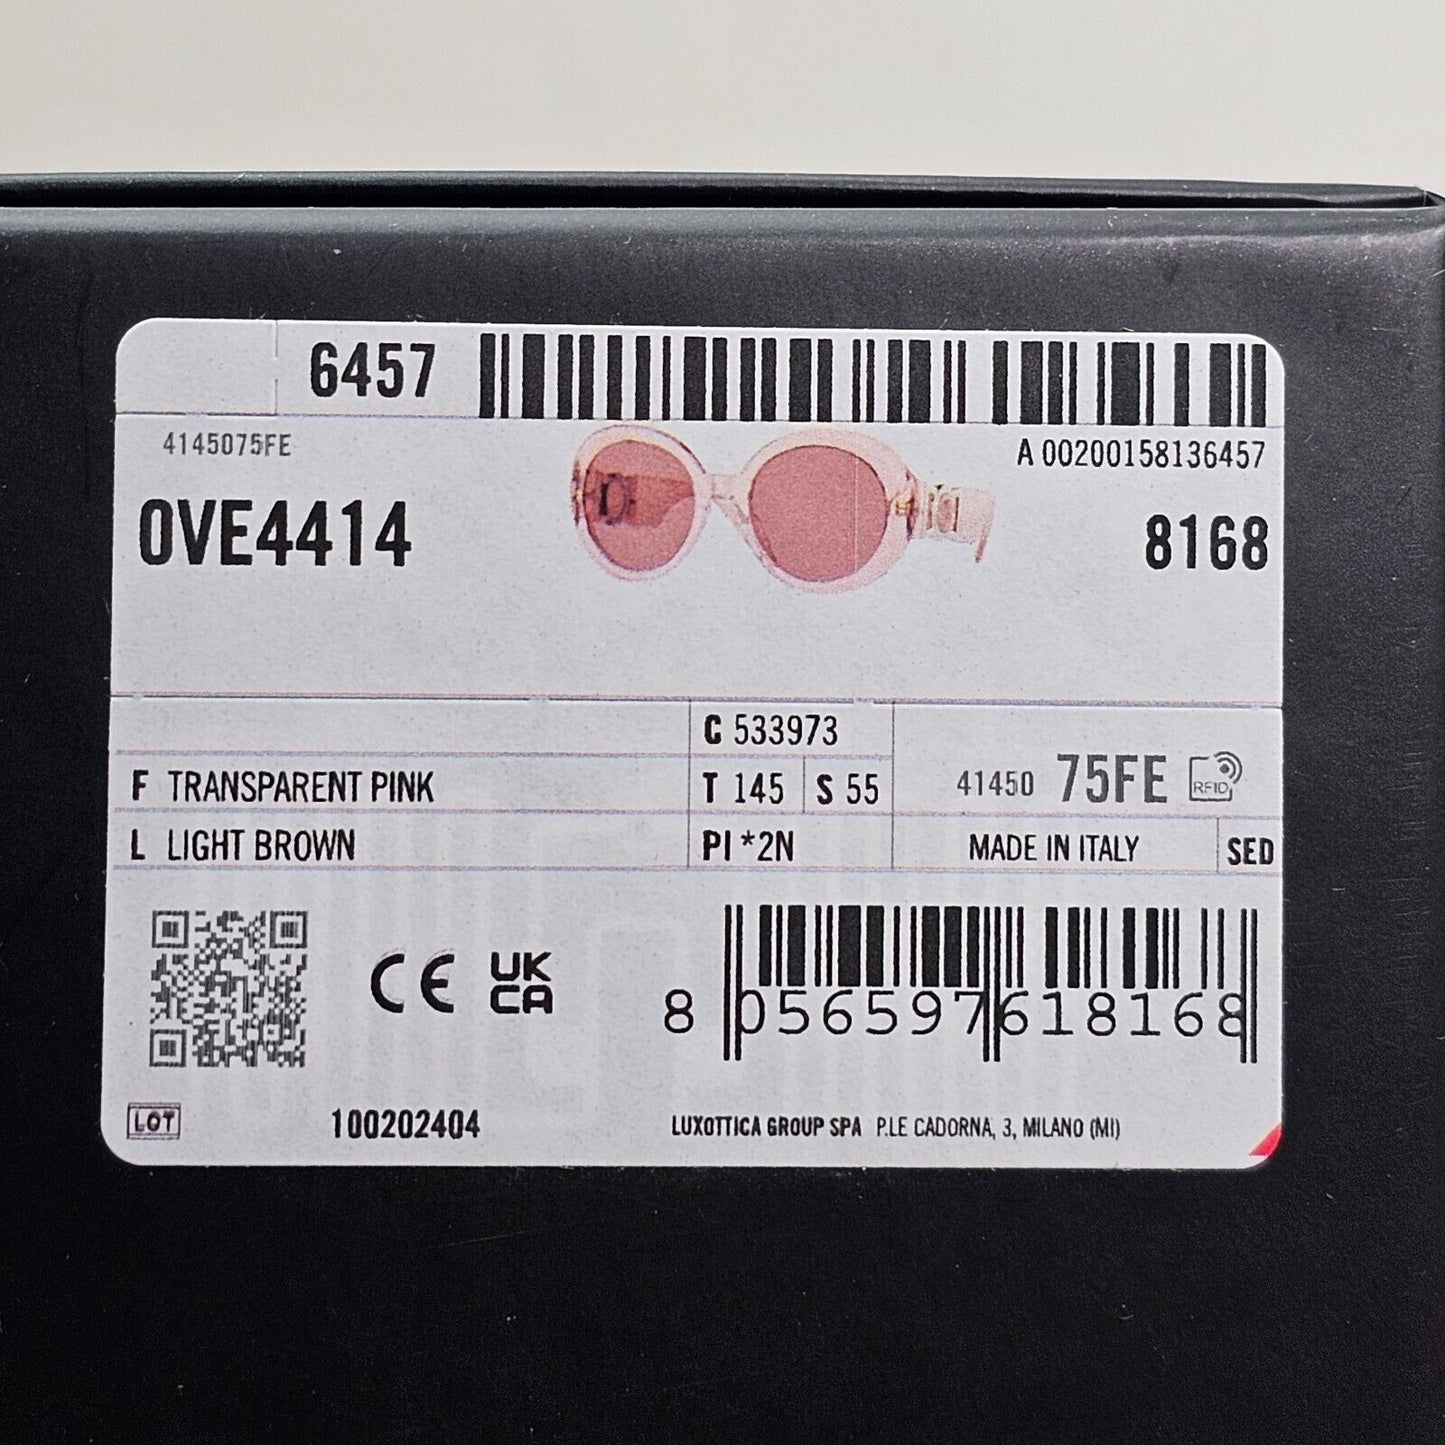 6457
A 00200158136457
4145075FE
0VE4414
8168
C 533973
F TRANSPARENT PINK
T 145
S 55
41450 75FE
RFID
L LIGHT BROWN
PI *2N
MADE IN ITALY
SED
CE
UK
CA
8 056597 618168
LOT
100202404
LUXOTTICA GROUP SPA P.LE CADORNA, 3, MILANO (MI)